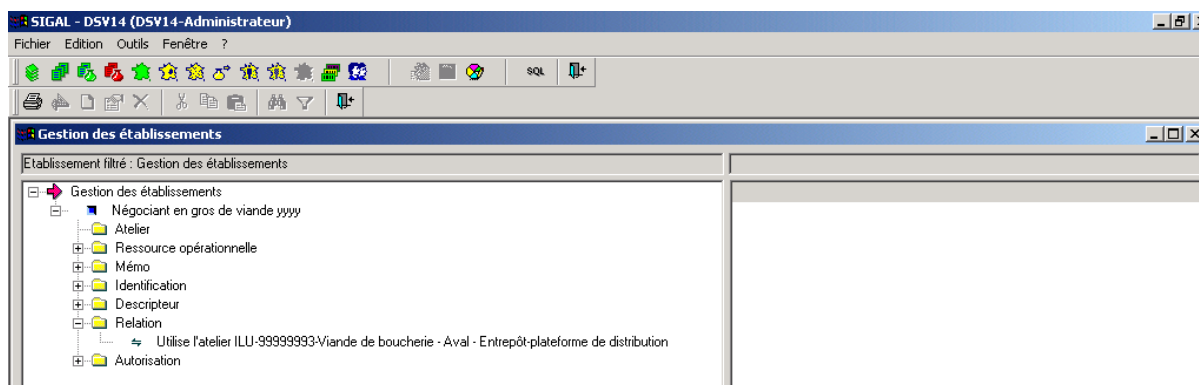 SIGAL - DSV14 (DSV14-Administrateur)
Fichier Edition Outils Fenêtre ?
SQL
Gestion des établissements
Etablissement filtré : Gestion des établissements
Gestion des établissements
Négociant en gros de viande yyyy
Atelier
Ressource opérationnelle
Mémo
Identification
Descripteur
Relation
Utilise l'atelier ILU-99999993-Viande de boucherie - Aval - Entrepôt-plateforme de distribution
Autorisation